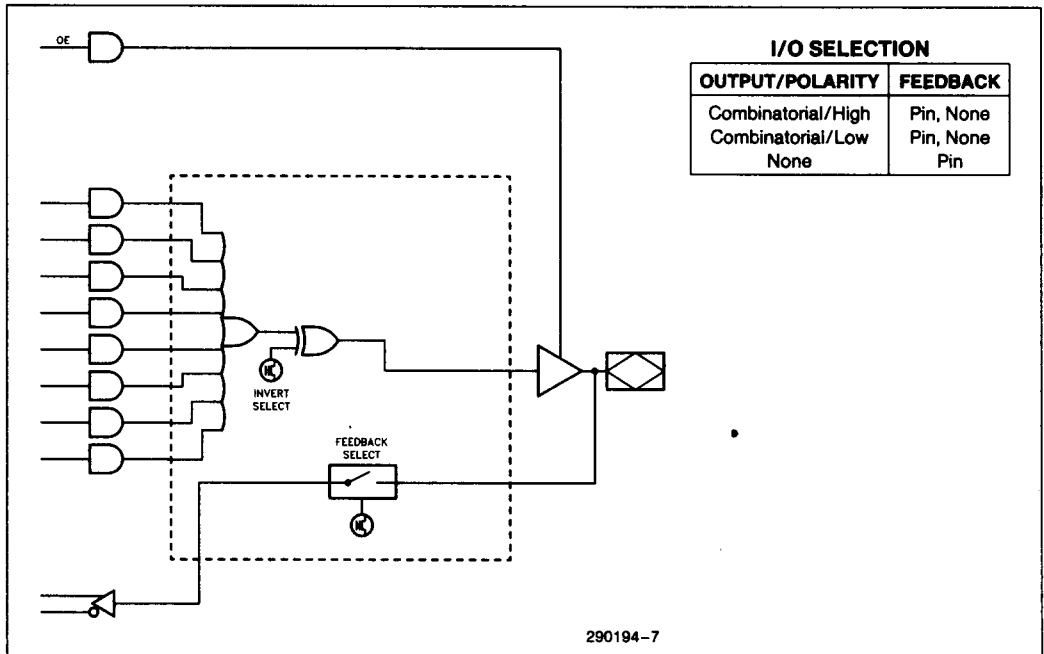 OE
I/O SELECTION
OUTPUT/POLARITY FEEDBACK
Combinatorial/High Pin, None
Combinatorial/Low Pin, None
None Pin
INVERT
SELECT
FEEDBACK
SELECT
290194-7